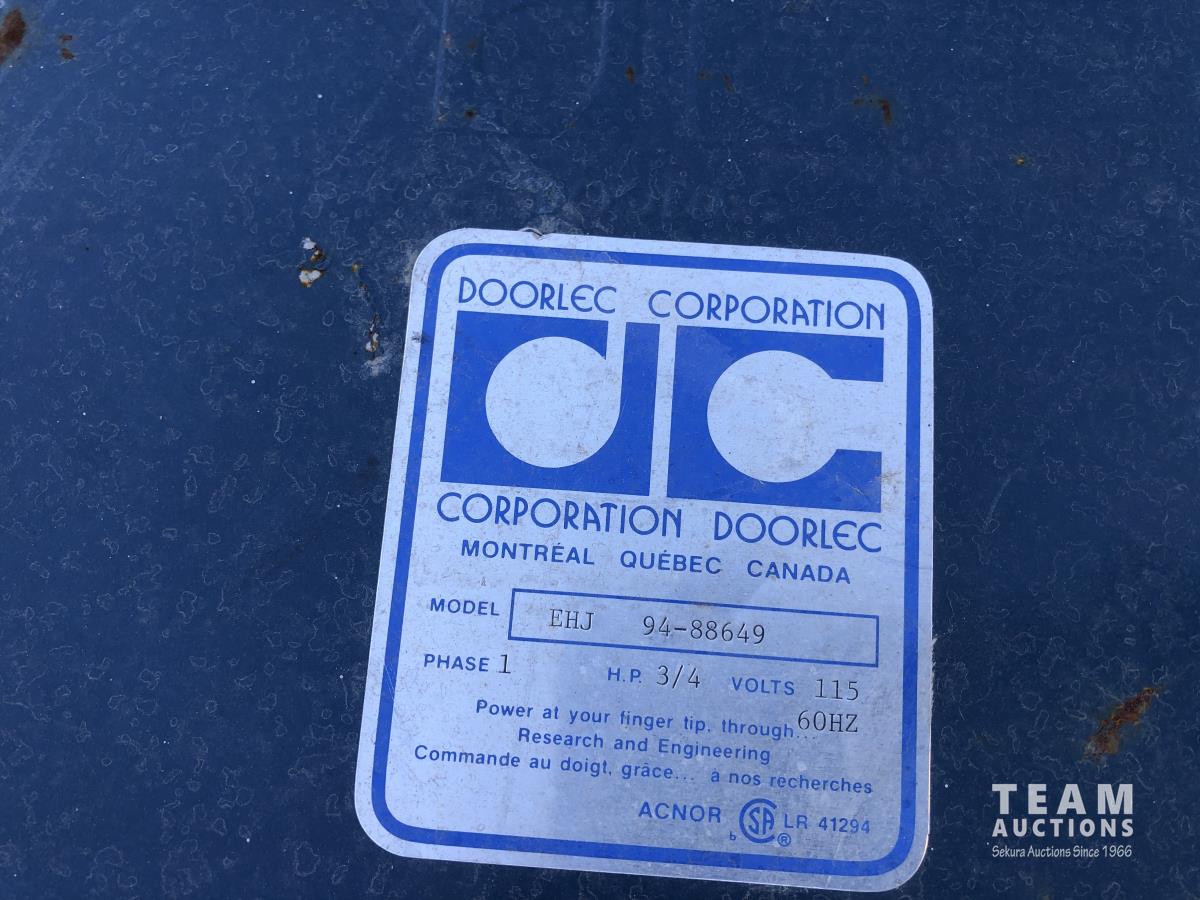 DOORLEC CORPORATION
dc
CORPORATION DOORLEC
MONTRÉAL QUÉBEC CANADA
MODEL EHJ 94-88649
PHASE 1 H.P. 3/4 VOLTS 115
60HZ
Power at your finger tip, through...
Research and Engineering
Commande au doigt, grâce... à nos recherches
ACNOR b CSA ® LR 41294
TEAM
AUCTIONS
Sekura Auctions Since 1966